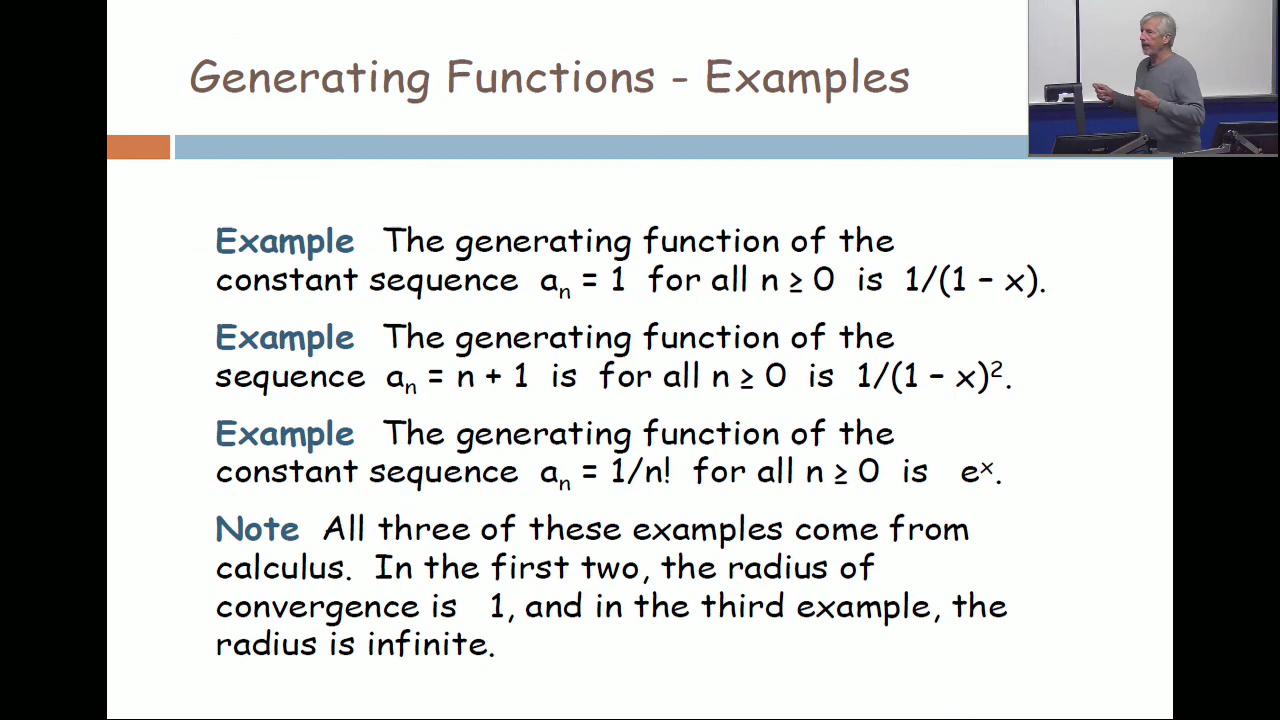 Generating Functions - Examples
Example The generating function of the
constant sequence aₙ = 1 for all n ≥ 0 is 1/(1 – x).
Example The generating function of the
sequence aₙ = n + 1 is for all n ≥ 0 is 1/(1 – x)².
Example The generating function of the
constant sequence aₙ = 1/n! for all n ≥ 0 is eˣ.
Note All three of these examples come from
calculus. In the first two, the radius of
convergence is 1, and in the third example, the
radius is infinite.